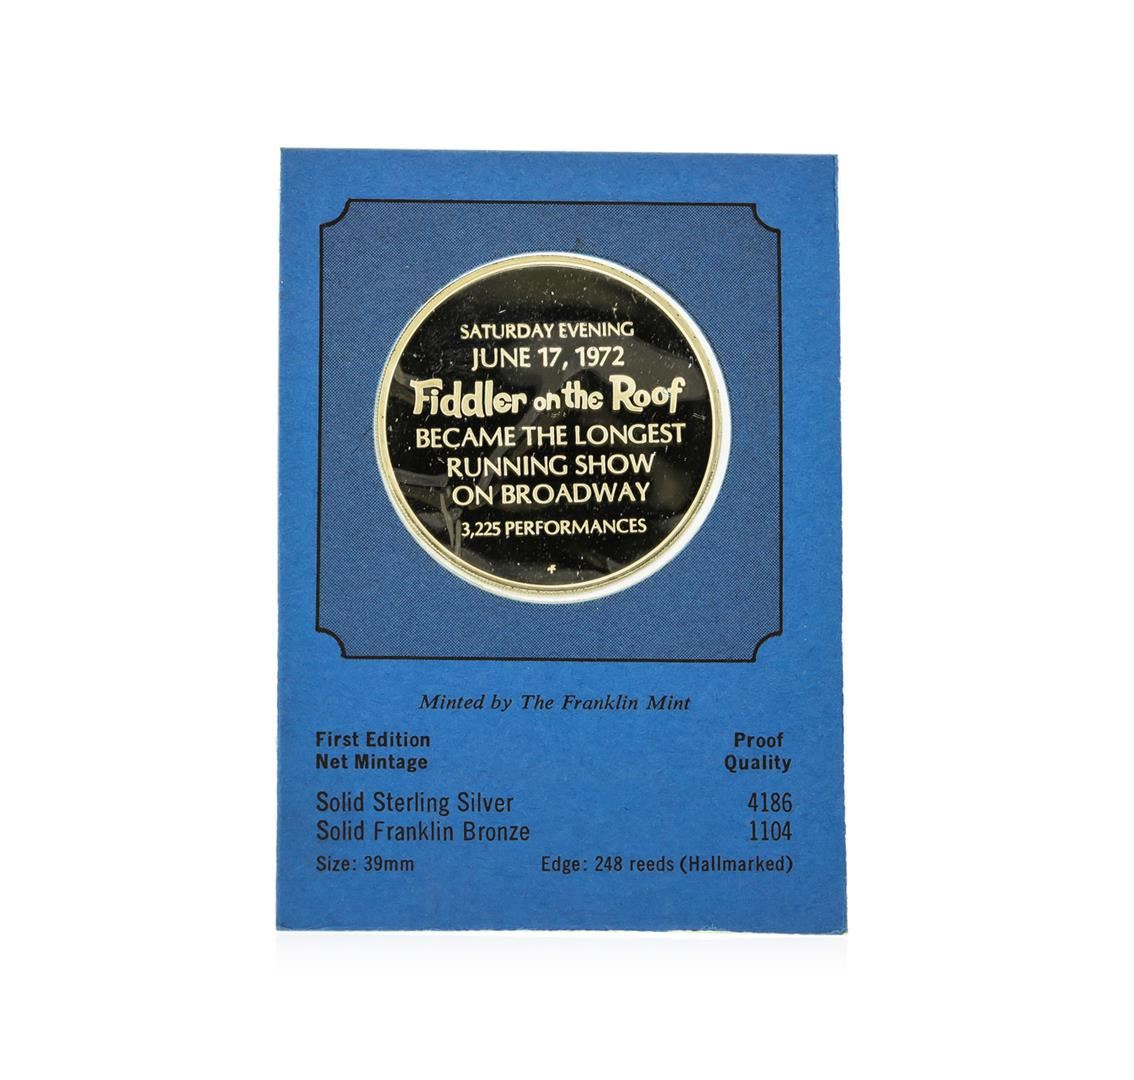 SATURDAY EVENING
JUNE 17, 1972
Fiddler on the Roof
BECAME THE LONGEST
RUNNING SHOW
ON BROADWAY
3,225 PERFORMANCES
Minted by The Franklin Mint
First Edition Proof
Net Mintage Quality
Solid Sterling Silver 4186
Solid Franklin Bronze 1104
Size: 39mm Edge: 248 reeds (Hallmarked)